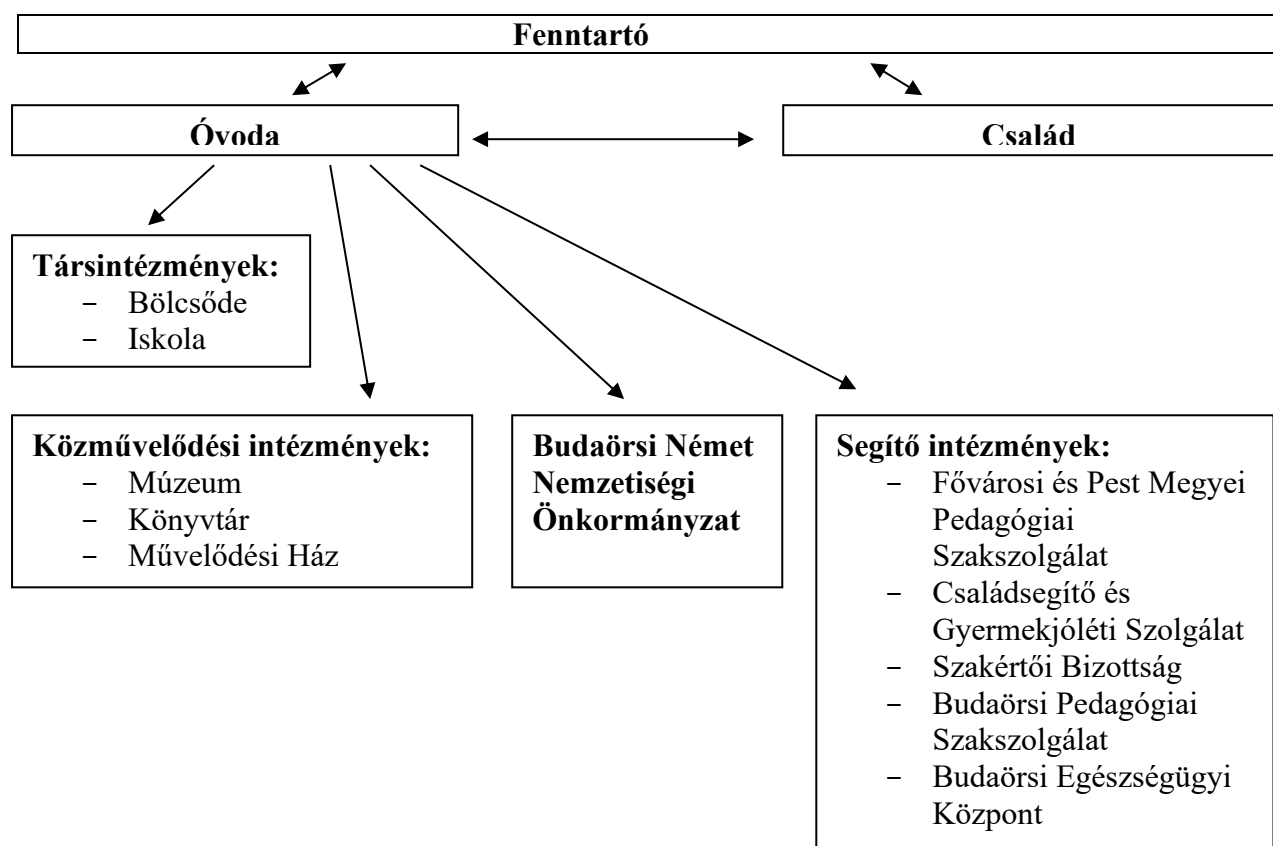 Fenntartó
Óvoda
Család
Társintézmények:
- Bölcsőde
- Iskola
Közművelődési intézmények:
- Múzeum
- Könyvtár
- Művelődési Ház
Budaörsi Német
Nemzetiségi
Önkormányzat
Segítő intézmények:
- Fővárosi és Pest Megyei
Pedagógiai
Szakszolgálat
- Családsegítő és
Gyermekjóléti Szolgálat
- Szakértői Bizottság
- Budaörsi Pedagógiai
Szakszolgálat
- Budaörsi Egészségügyi
Központ